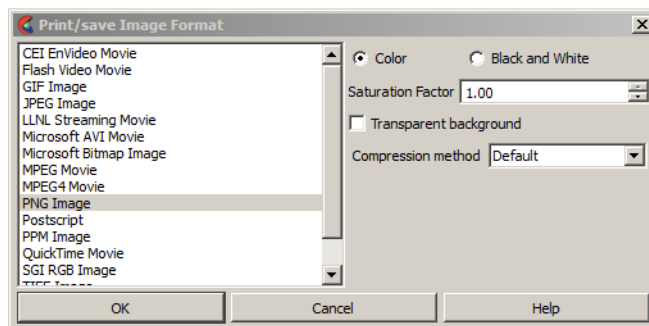 Print/save Image Format
CEI EnVideo Movie
Flash Video Movie
GIF Image
JPEG Image
LLNL Streaming Movie
Microsoft AVI Movie
Microsoft Bitmap Image
MPEG Movie
MPEG4 Movie
PNG Image
Postscript
PPM Image
QuickTime Movie
SGI RGB Image
TIFF Image
Color
Black and White
Saturation Factor 1.00
Transparent background
Compression method Default
OK
Cancel
Help